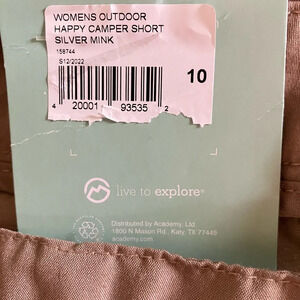 WOMENS OUTDOOR
HAPPY CAMPER SHORT
SILVER MINK
158744
S12/2022
10
4 20001 93535 2
live to explore®
Distributed by Academy, Ltd
1800 N Mason Rd., Katy, TX 77449
academy.com